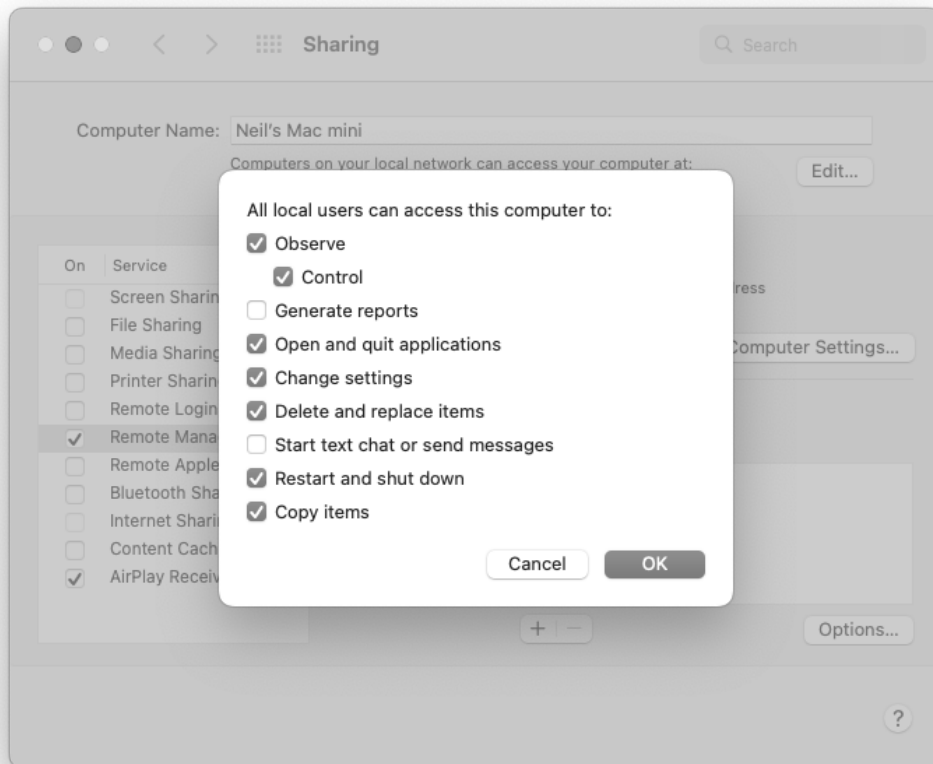 Sharing
Search
Computer Name:
Neil’s Mac mini
Computers on your local network can access your computer at:
Edit...
All local users can access this computer to:
Observe
Control
Generate reports
Open and quit applications
Change settings
Delete and replace items
Start text chat or send messages
Restart and shut down
Copy items
Cancel
OK
On
Service
Screen Sharin
File Sharing
Media Sharing
Printer Sharin
Remote Login
Remote Mana
Remote Apple
Bluetooth Sha
Internet Shari
Content Cach
AirPlay Receiv
ress
Computer Settings...
+
−
Options...
?